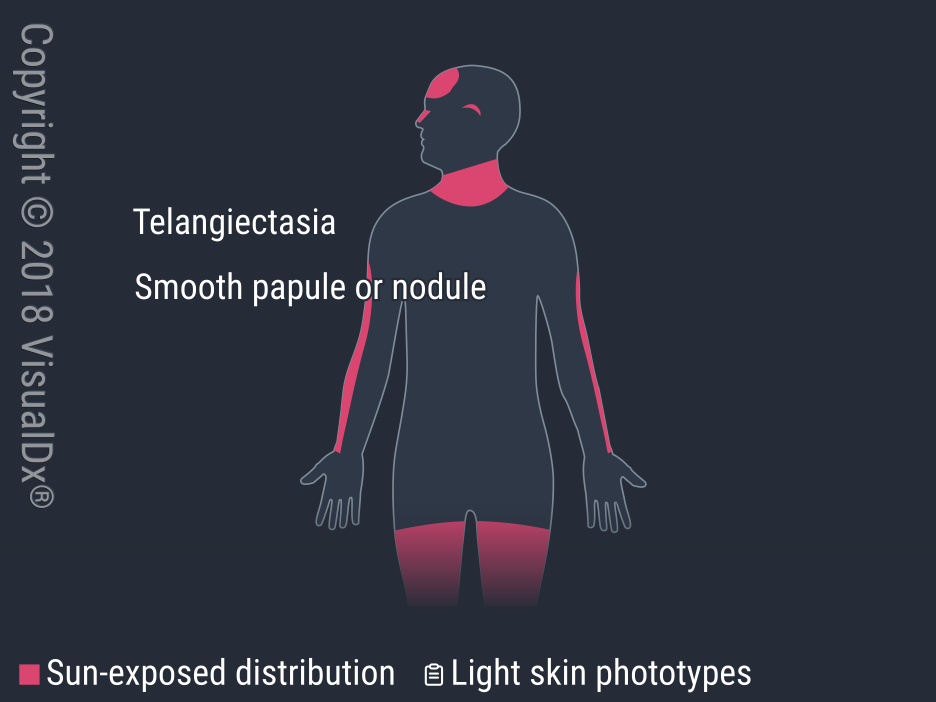 Copyright © 2018 VisualDx®
Telangiectasia
Smooth papule or nodule
Sun-exposed distribution
Light skin phototypes